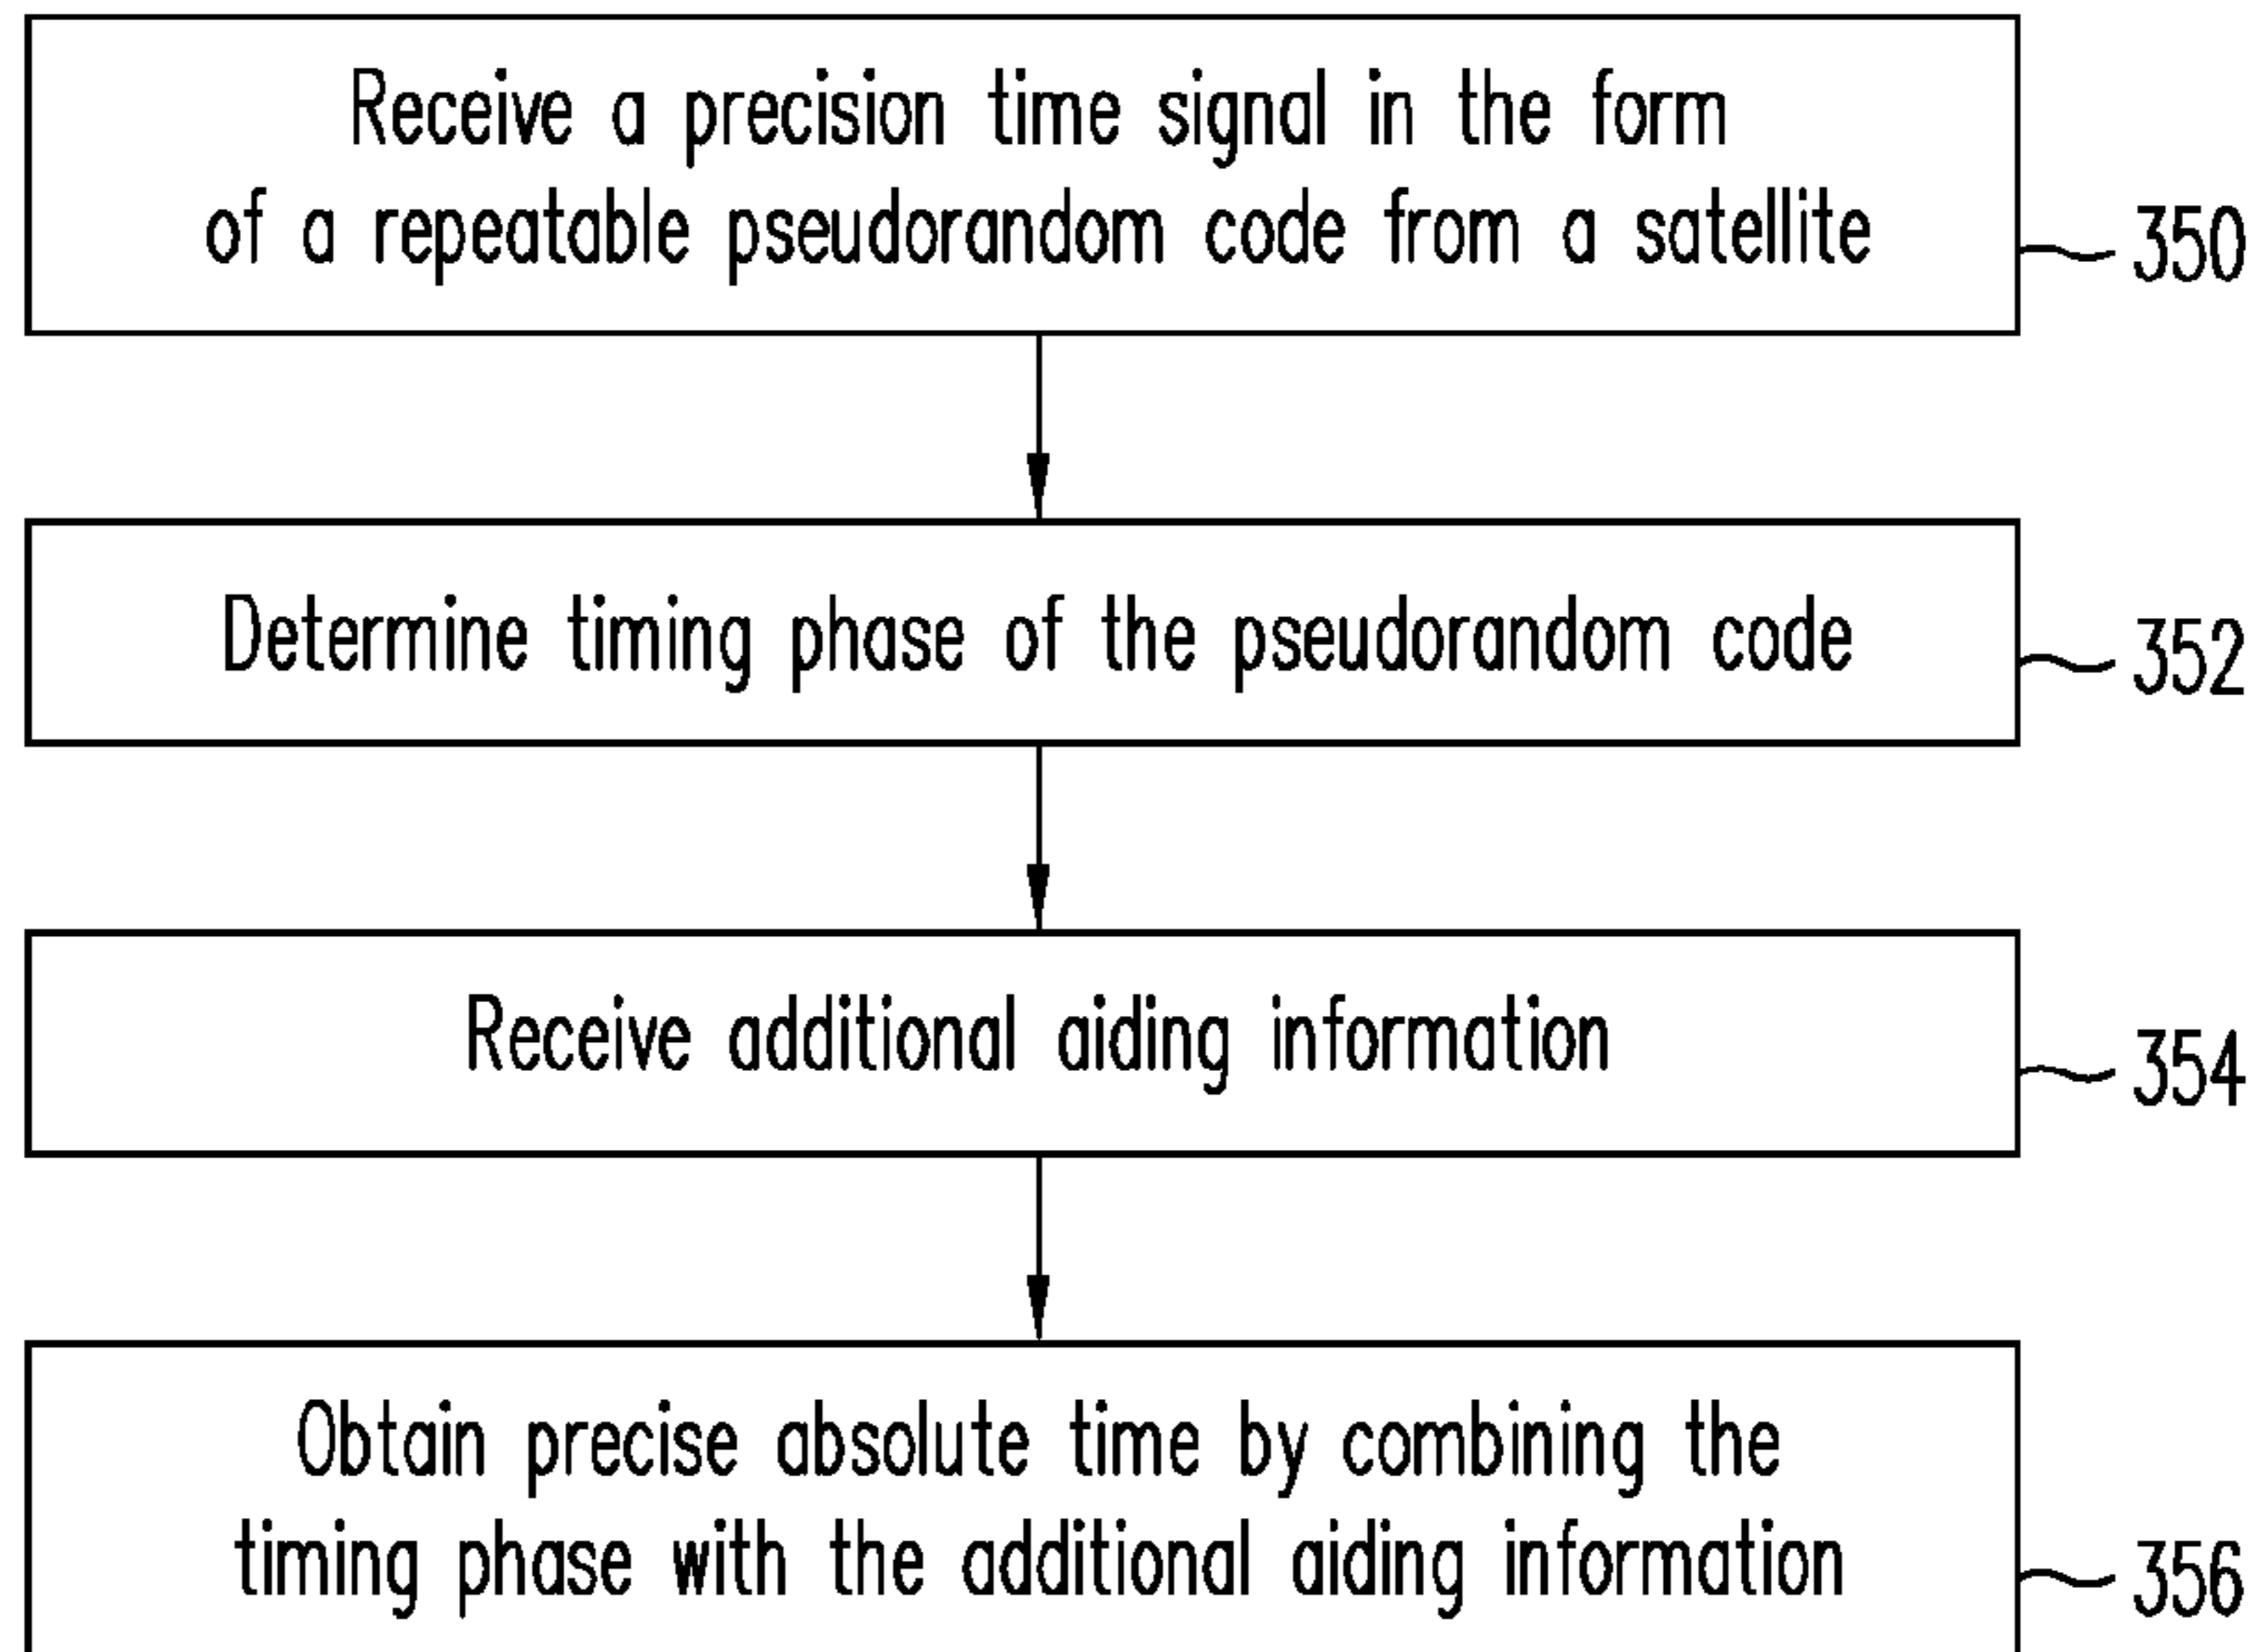 Receive a precision time signal in the form
of a repeatable pseudorandom code from a satellite
350
Determine timing phase of the pseudorandom code
352
Receive additional aiding information
354
Obtain precise absolute time by combining the
timing phase with the additional aiding information
356